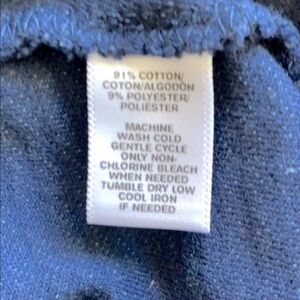 91% COTTON/
COTON/ALGODÓN
9% POLYESTER/
POLIÉSTER
MACHINE
WASH COLD
GENTLE CYCLE
ONLY NON-
CHLORINE BLEACH
WHEN NEEDED
TUMBLE DRY LOW
COOL IRON
IF NEEDED